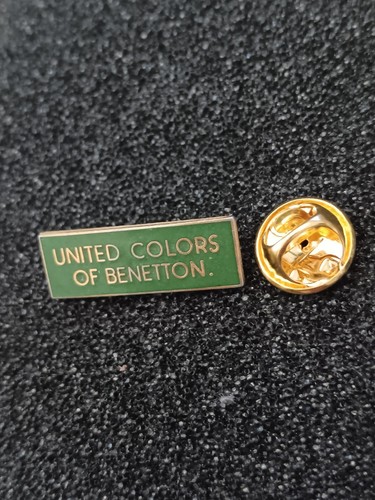 UNITED COLORS
OF BENETTON.